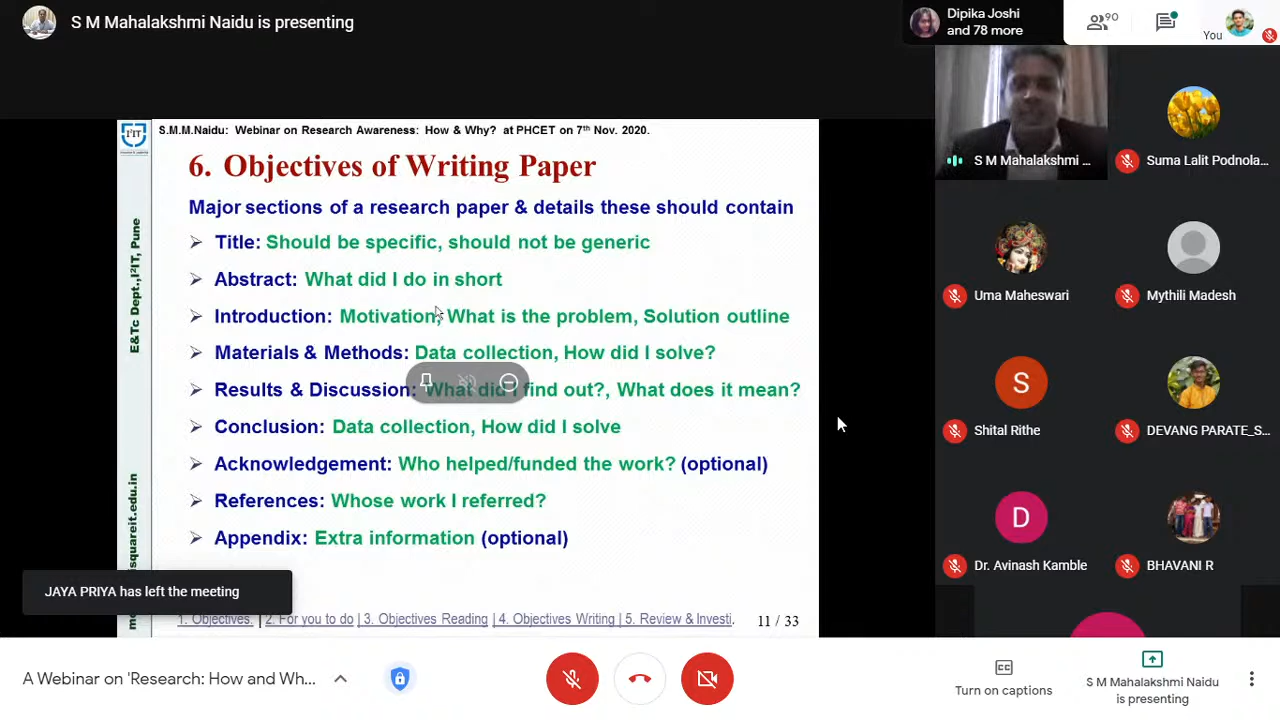 S M Mahalakshmi Naidu is presenting
Dipika Joshi
and 78 more
90
You
I²IT
S.M.M.Naidu: Webinar on Research Awareness: How & Why? at PHCET on 7th Nov. 2020.
6. Objectives of Writing Paper
Major sections of a research paper & details these should contain
➢ Title: Should be specific, should not be generic
➢ Abstract: What did I do in short
➢ Introduction: Motivation, What is the problem, Solution outline
➢ Materials & Methods: Data collection, How did I solve?
➢ Results & Discussion: What did I find out?, What does it mean?
➢ Conclusion: Data collection, How did I solve
➢ Acknowledgement: Who helped/funded the work? (optional)
➢ References: Whose work I referred?
➢ Appendix: Extra information (optional)
E&Tc Dept.,I²IT, Pune
isquareit.edu.in
1. Objectives. | 2. For you to do | 3. Objectives Reading | 4. Objectives Writing | 5. Review & Investi.
11 / 33
JAYA PRIYA has left the meeting
S M Mahalakshmi ...
Suma Lalit Podnola...
Uma Maheswari
Mythili Madesh
S
Shital Rithe
DEVANG PARATE_S...
D
Dr. Avinash Kamble
BHAVANI R
A Webinar on 'Research: How and Wh...
CC
Turn on captions
S M Mahalakshmi Naidu
is presenting